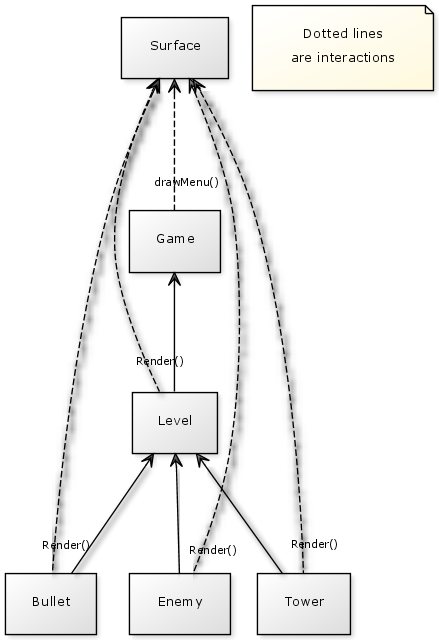 Surface
Dotted lines
are interactions
drawMenu()
Game
Render()
Level
Render()
Render()
Render()
Bullet
Enemy
Tower